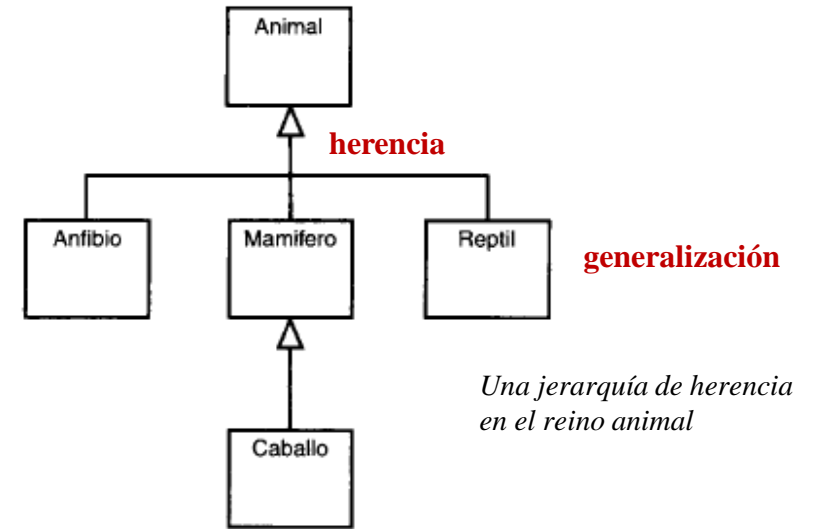 Animal
herencia
Anfibio
Mamifero
Reptil
generalización
Una jerarquía de herencia
en el reino animal
Caballo